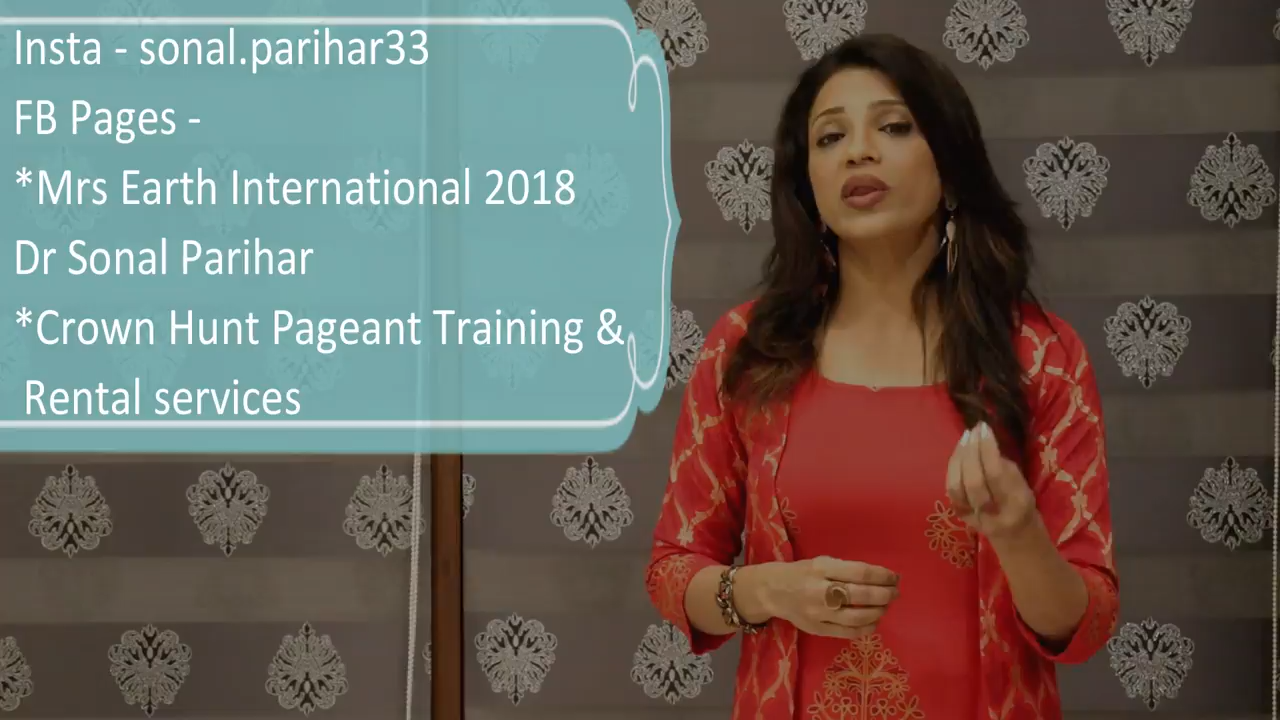 Insta - sonal.parihar33
FB Pages -
*Mrs Earth International 2018
Dr Sonal Parihar
*Crown Hunt Pageant Training &
Rental services